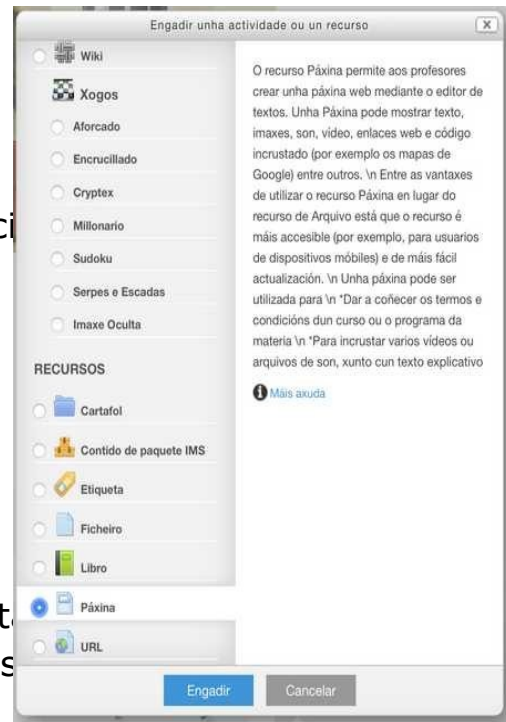 Engadir unha actividade ou un recurso
Wiki
Xogos
Aforcado
Encrucillado
Cryptex
Millonario
Sudoku
Serpes e Escadas
Imaxe Oculta
RECURSOS
Cartafol
Contido de paquete IMS
Etiqueta
Ficheiro
Libro
Páxina
URL
O recurso Páxina permite aos profesores
crear unha páxina web mediante o editor de
textos. Unha Páxina pode mostrar texto,
imaxes, son, vídeo, enlaces web e código
incrustado (por exemplo os mapas de
Google) entre outros. \n Entre as vantaxes
de utilizar o recurso Páxina en lugar do
recurso de Arquivo está que o recurso é
máis accesible (por exemplo, para usuarios
de dispositivos móbiles) e de máis fácil
actualización. \n Unha páxina pode ser
utilizada para \n *Dar a coñecer os termos e
condicións dun curso ou o programa da
materia \n *Para incrustar varios vídeos ou
arquivos de son, xunto cun texto explicativo
Máis axuda
Engadir
Cancelar